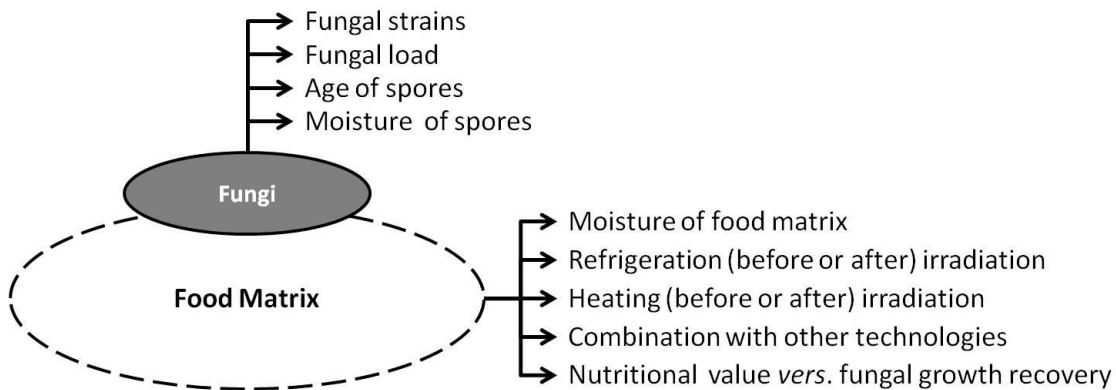 Fungal strains
Fungal load
Age of spores
Moisture of spores
Fungi
Food Matrix
Moisture of food matrix
Refrigeration (before or after) irradiation
Heating (before or after) irradiation
Combination with other technologies
Nutritional value vers. fungal growth recovery